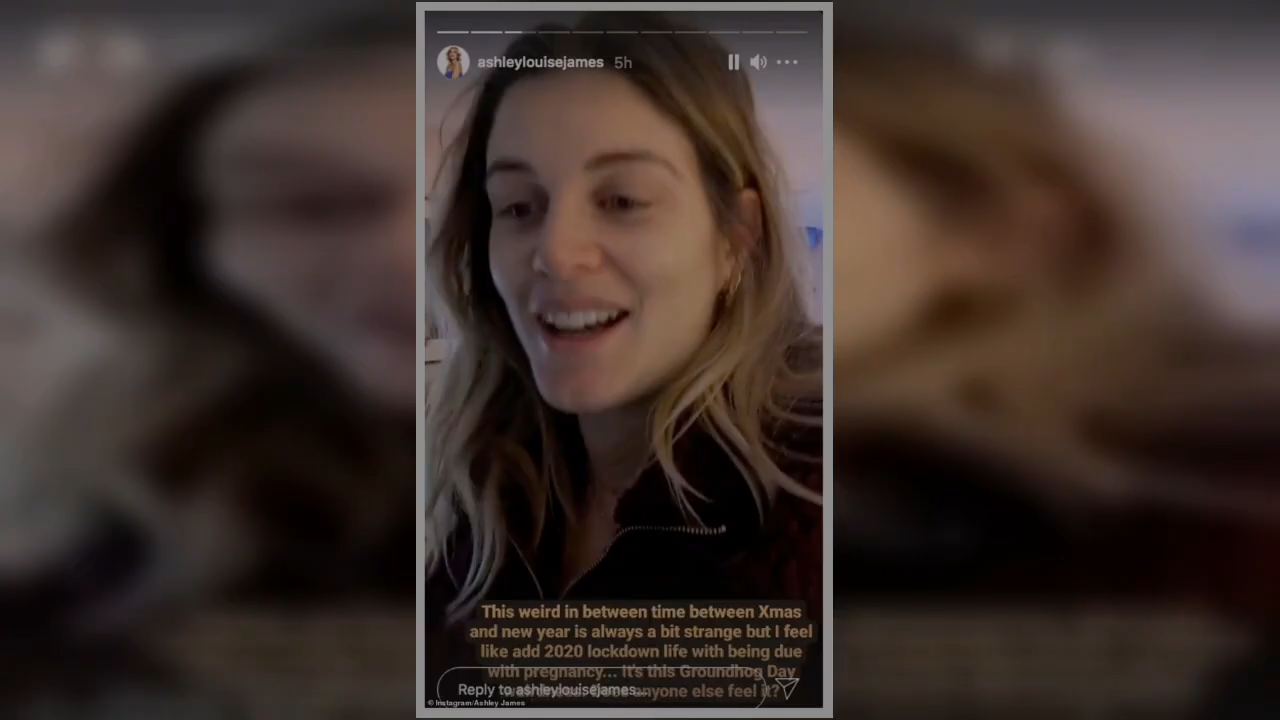 ashleylouisejames 5h
This weird in between time between Xmas
and new year is always a bit strange but I feel
like add 2020 lockdown life with being due
with pregnancy... it's this Groundhog Day
anyone else feel it?
Reply to ashleylouisejames...
© Instagram/Ashley James